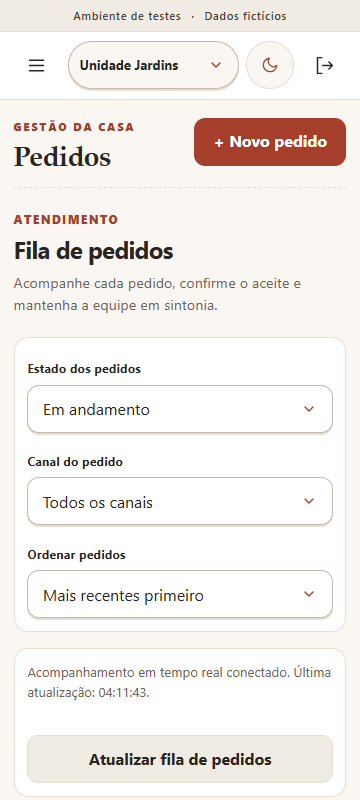 Ambiente de testes · Dados fictícios
Unidade Jardins
GESTÃO DA CASA
Pedidos
+ Novo pedido
ATENDIMENTO
Fila de pedidos
Acompanhe cada pedido, confirme o aceite e
mantenha a equipe em sintonia.
Estado dos pedidos
Em andamento
Canal do pedido
Todos os canais
Ordenar pedidos
Mais recentes primeiro
Acompanhamento em tempo real conectado. Última
atualização: 04:11:43.
Atualizar fila de pedidos